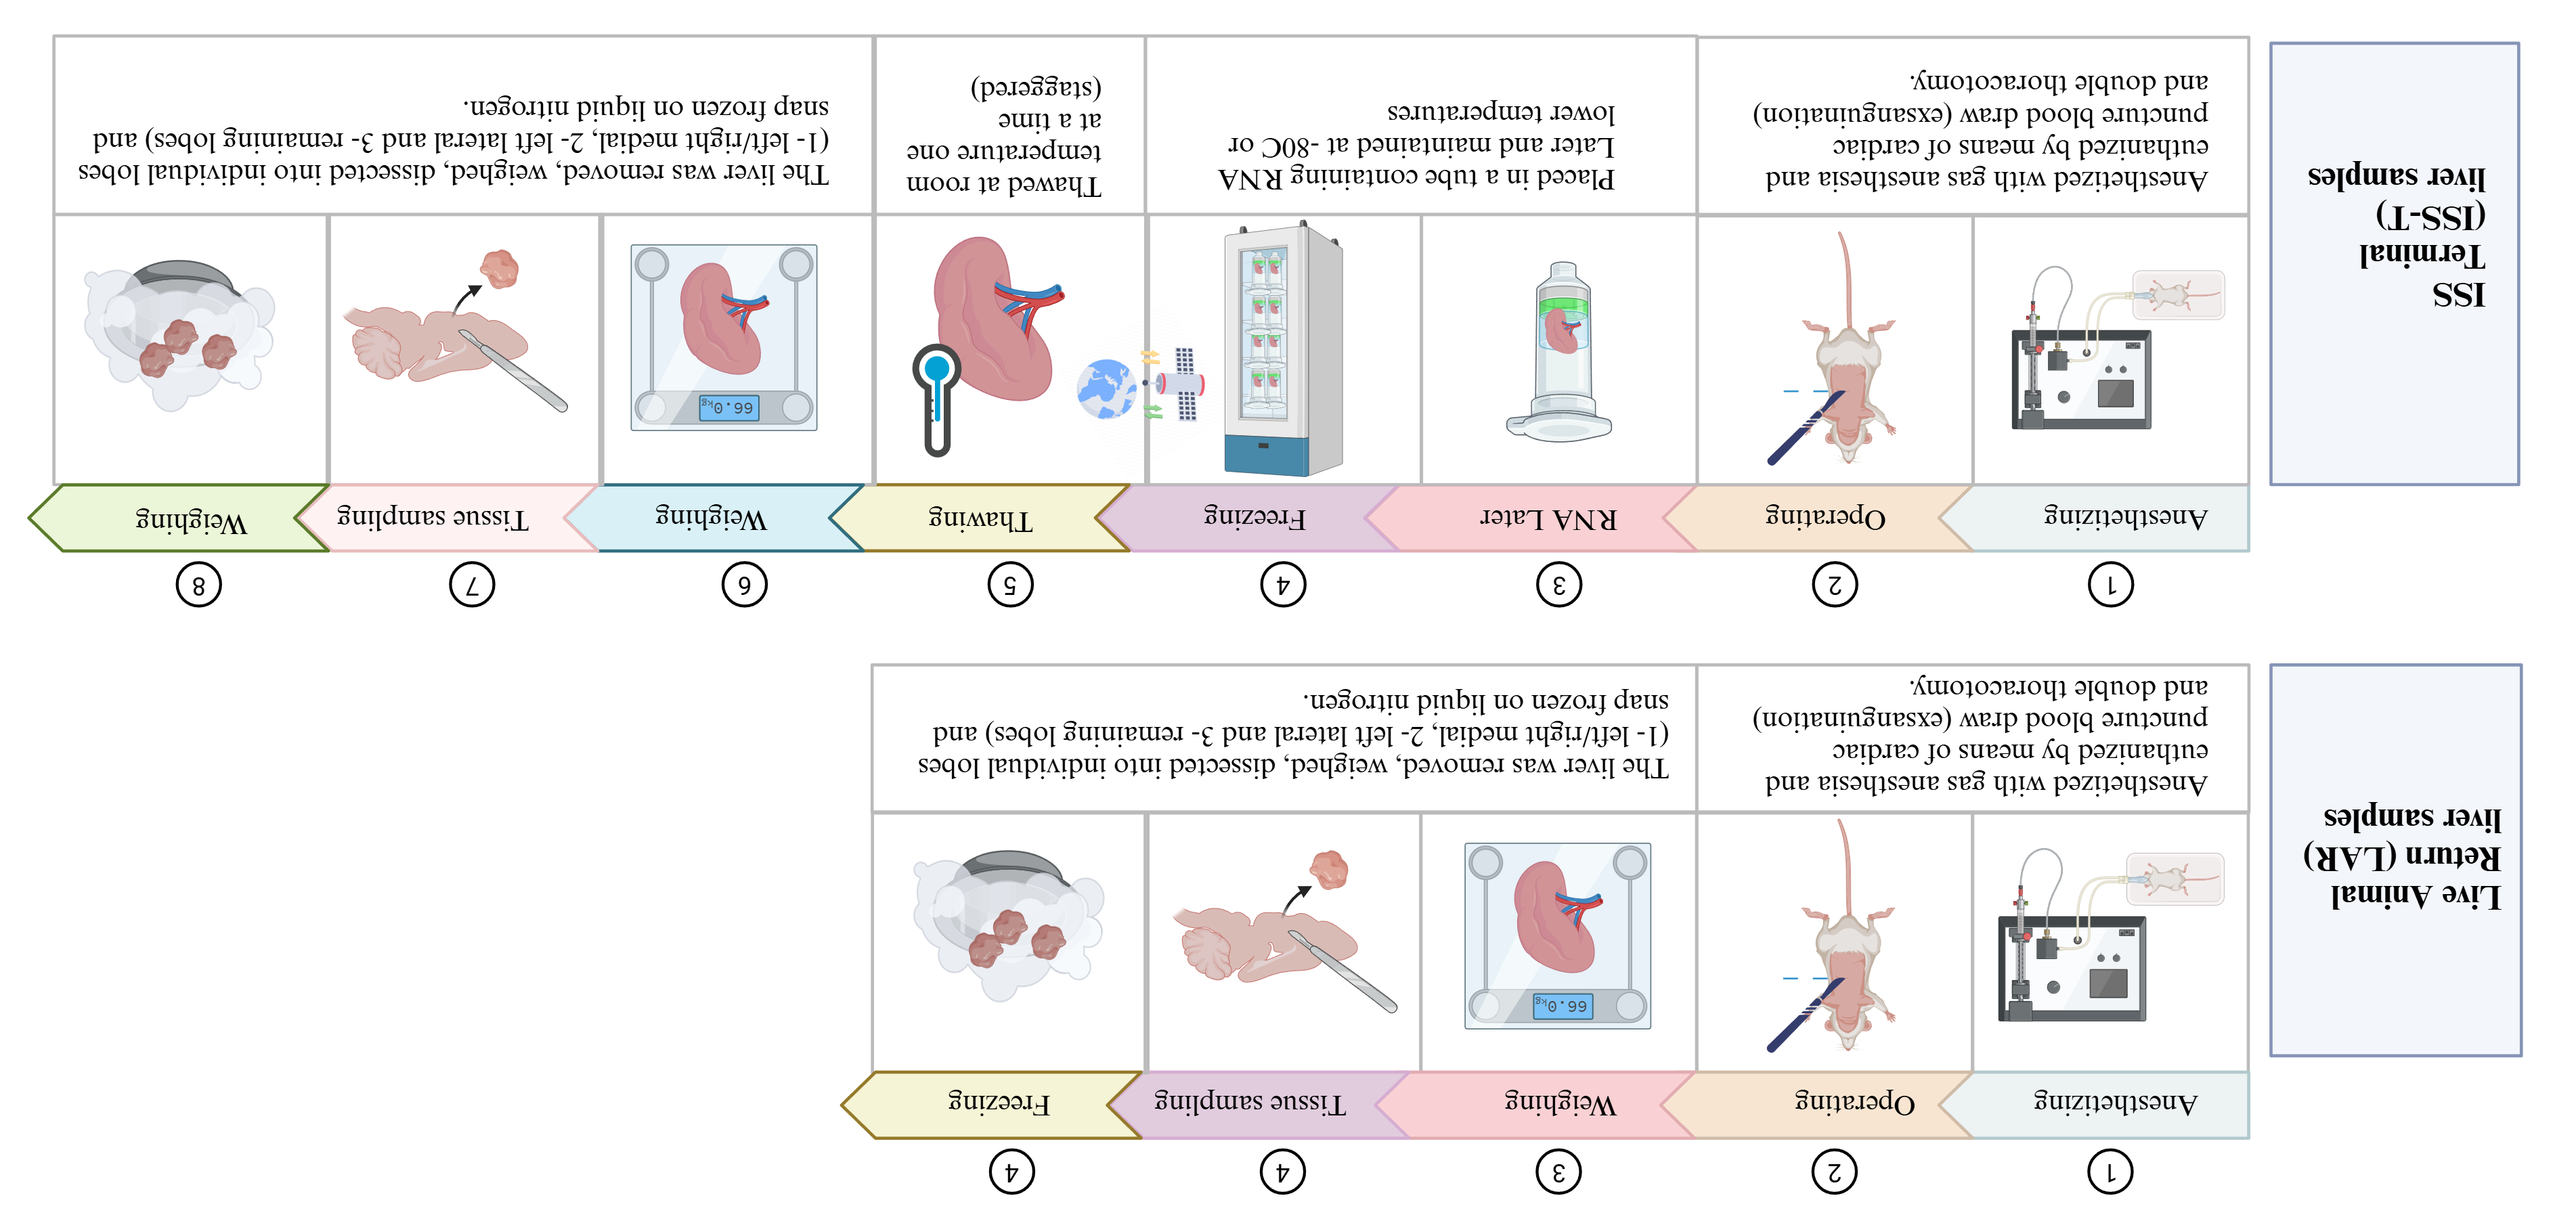 1
2
3
4
4
Anesthetizing
Operating
Weighing
Tissue sampling
Freezing
Live Animal
Return (LAR)
liver samples
66.0kg
Anesthetized with gas anesthesia and
euthanized by means of cardiac
puncture blood draw (exsanguination)
and double thoracotomy.
The liver was removed, weighed, dissected into individual lobes
(1- left/right medial, 2- left lateral and 3- remaining lobes) and
snap frozen on liquid nitrogen.
1
2
3
4
5
6
7
8
Anesthetizing
Operating
RNA Later
Freezing
Thawing
Weighing
Tissue sampling
Weighing
ISS
Terminal
(ISS-T)
liver samples
66.0kg
Anesthetized with gas anesthesia and
euthanized by means of cardiac
puncture blood draw (exsanguination)
and double thoracotomy.
Placed in a tube containing RNA
Later and maintained at -80C or
lower temperatures
Thawed at room
temperature one
at a time
(staggered)
The liver was removed, weighed, dissected into individual lobes
(1- left/right medial, 2- left lateral and 3- remaining lobes) and
snap frozen on liquid nitrogen.